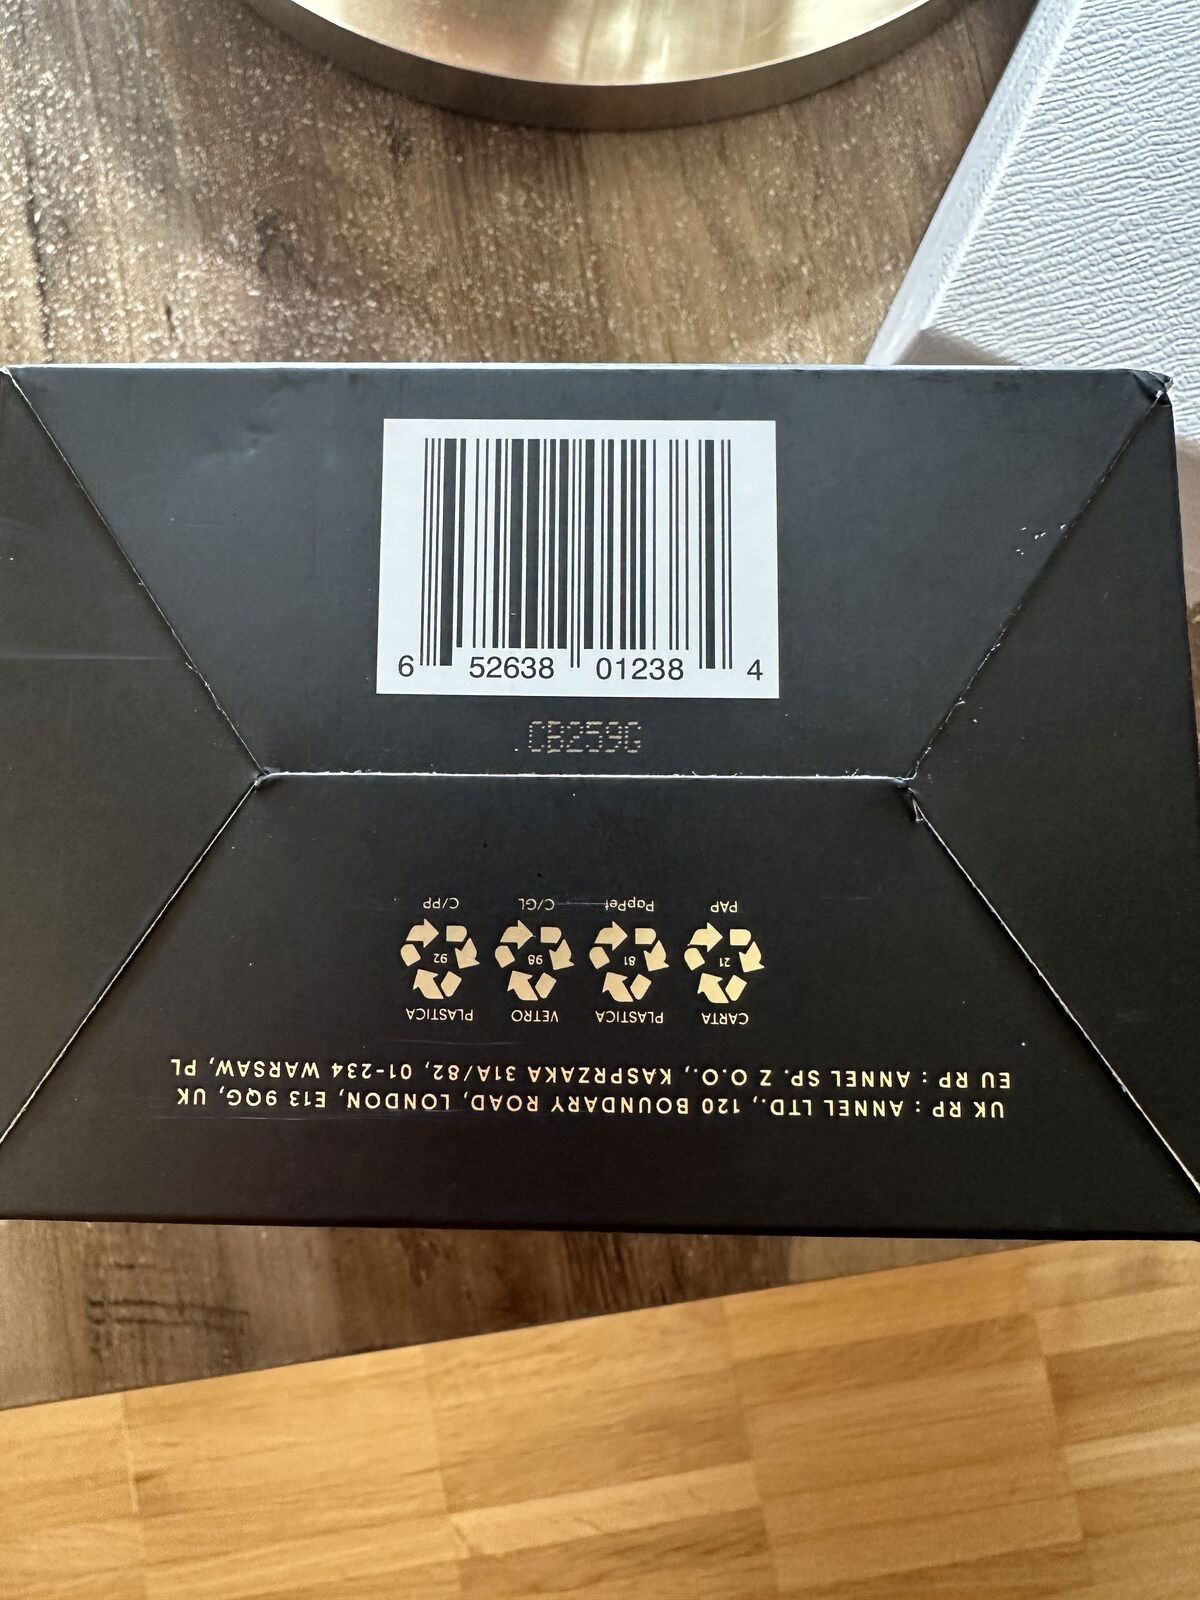 6 52638 01238 4
.CB259G
UK RP : ANNEL LTD., 120 BOUNDARY ROAD, LONDON, E13 9QG, UK
EU RP : ANNEL SP. Z O.O., KASPRZAKA 31A/82, 01-234 WARSAW, PL
CARTA PLASTICA VETRO PLASTICA
21 81 98 92
PAP PapPet C/GL C/PP